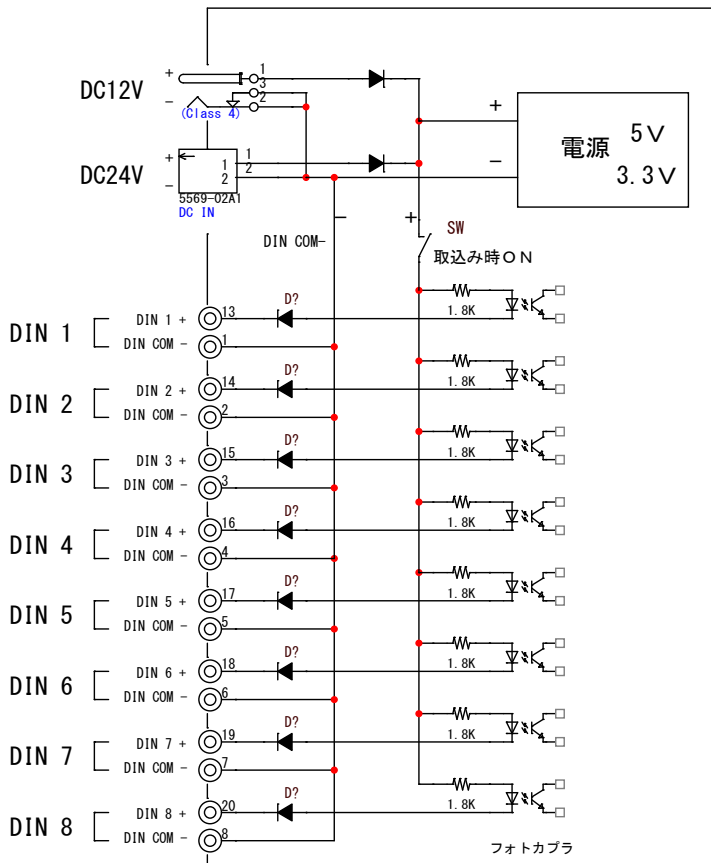 DC12V
+
-
1
3
2
(Class 4)
DC24V
+
-
1
2
1
2
5569-02A1
DC IN
+
-
電源 5V
3.3V
DIN COM-
-
+
SW
取込み時ON
DIN 1
DIN 1 +
13
D?
1.8K
DIN COM -
1
DIN 2
DIN 2 +
14
D?
1.8K
DIN COM -
2
DIN 3
DIN 3 +
15
D?
1.8K
DIN COM -
3
DIN 4
DIN 4 +
16
D?
1.8K
DIN COM -
4
DIN 5
DIN 5 +
17
D?
1.8K
DIN COM -
5
DIN 6
DIN 6 +
18
D?
1.8K
DIN COM -
6
DIN 7
DIN 7 +
19
D?
1.8K
DIN COM -
7
DIN 8
DIN 8 +
20
D?
1.8K
DIN COM -
8
フォトカプラ